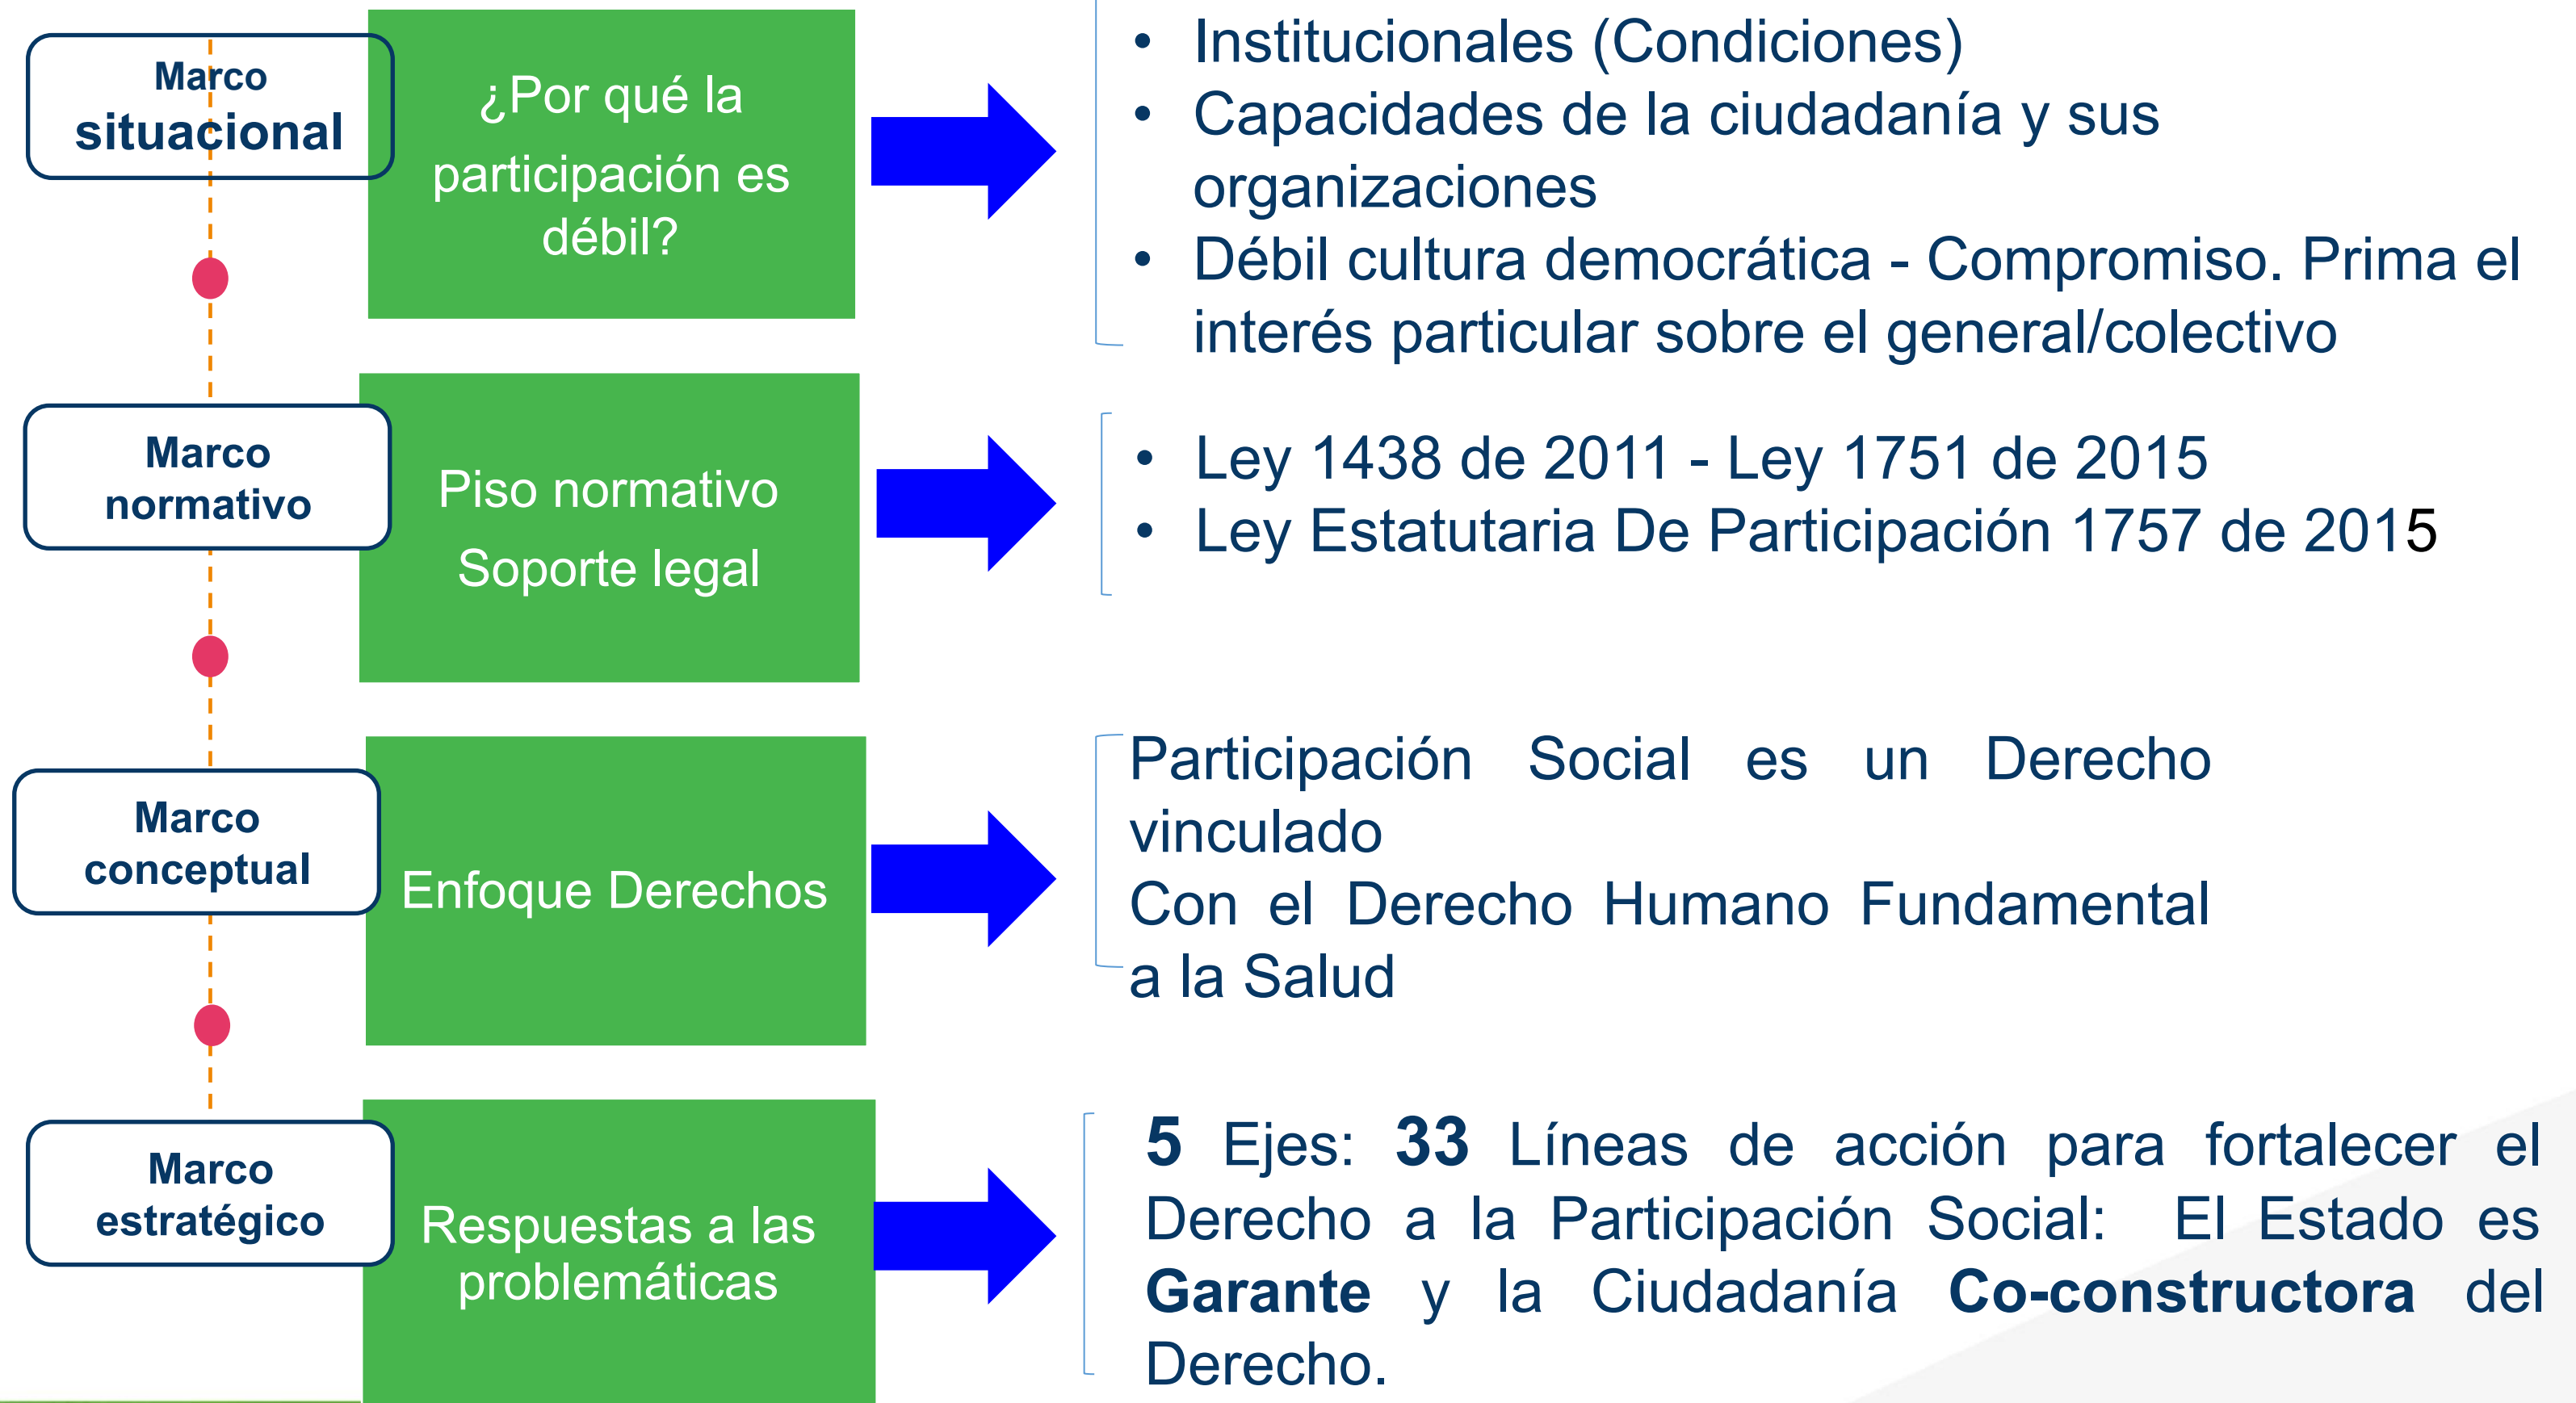 Marco
situacional
¿Por qué la
participación es
débil?
• Institucionales (Condiciones)
• Capacidades de la ciudadanía y sus
organizaciones
• Débil cultura democrática - Compromiso. Prima el
interés particular sobre el general/colectivo
Marco
normativo
Piso normativo
Soporte legal
• Ley 1438 de 2011 - Ley 1751 de 2015
• Ley Estatutaria De Participación 1757 de 2015
Marco
conceptual
Enfoque Derechos
Participación Social es un Derecho
vinculado
Con el Derecho Humano Fundamental
a la Salud
Marco
estratégico
Respuestas a las
problemáticas
5 Ejes: 33 Líneas de acción para fortalecer el
Derecho a la Participación Social: El Estado es
Garante y la Ciudadanía Co-constructora del
Derecho.